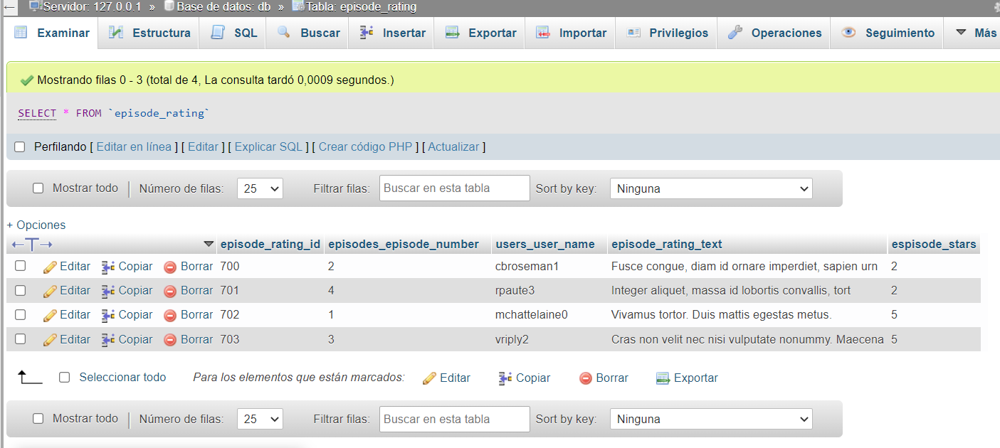 Servidor: 127.0.0.1 » Base de datos: db » Tabla: episode_rating
Examinar Estructura SQL Buscar Insertar Exportar Importar Privilegios Operaciones Seguimiento Más
Mostrando filas 0 - 3 (total de 4, La consulta tardó 0,0009 segundos.)
SELECT * FROM `episode_rating`
Perfilando [ Editar en línea ] [ Editar ] [ Explicar SQL ] [ Crear código PHP ] [ Actualizar ]
Mostrar todo Número de filas: 25 Filtrar filas: Buscar en esta tabla Sort by key: Ninguna
+ Opciones
←T→ episode_rating_id episodes_episode_number users_user_name episode_rating_text espisode_stars
Editar Copiar Borrar 700 2 cbroseman1 Fusce congue, diam id ornare imperdiet, sapien urn 2
Editar Copiar Borrar 701 4 rpaute3 Integer aliquet, massa id lobortis convallis, tort 2
Editar Copiar Borrar 702 1 mchattelaine0 Vivamus tortor. Duis mattis egestas metus. 5
Editar Copiar Borrar 703 3 vriply2 Cras non velit nec nisi vulputate nonummy. Maecena 5
Seleccionar todo Para los elementos que están marcados: Editar Copiar Borrar Exportar
Mostrar todo Número de filas: 25 Filtrar filas: Buscar en esta tabla Sort by key: Ninguna